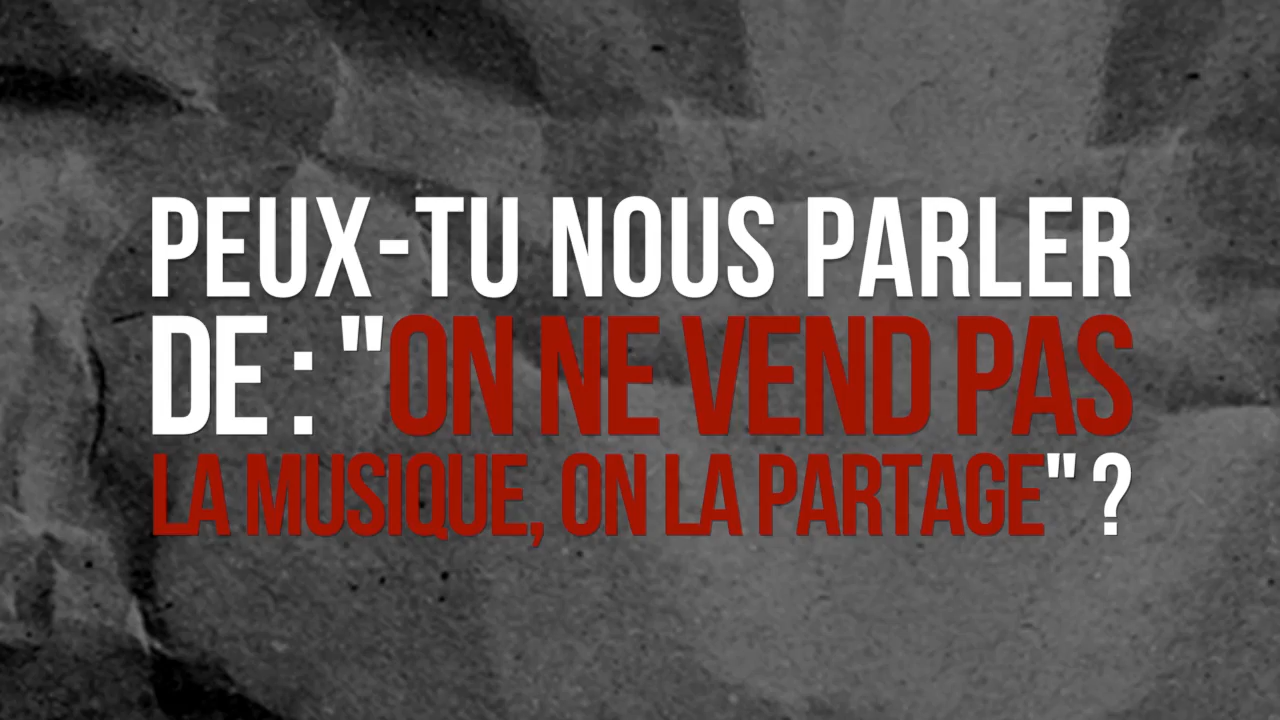 PEUX-TU NOUS PARLER
DE : "ON NE VEND PAS
LA MUSIQUE, ON LA PARTAGE" ?